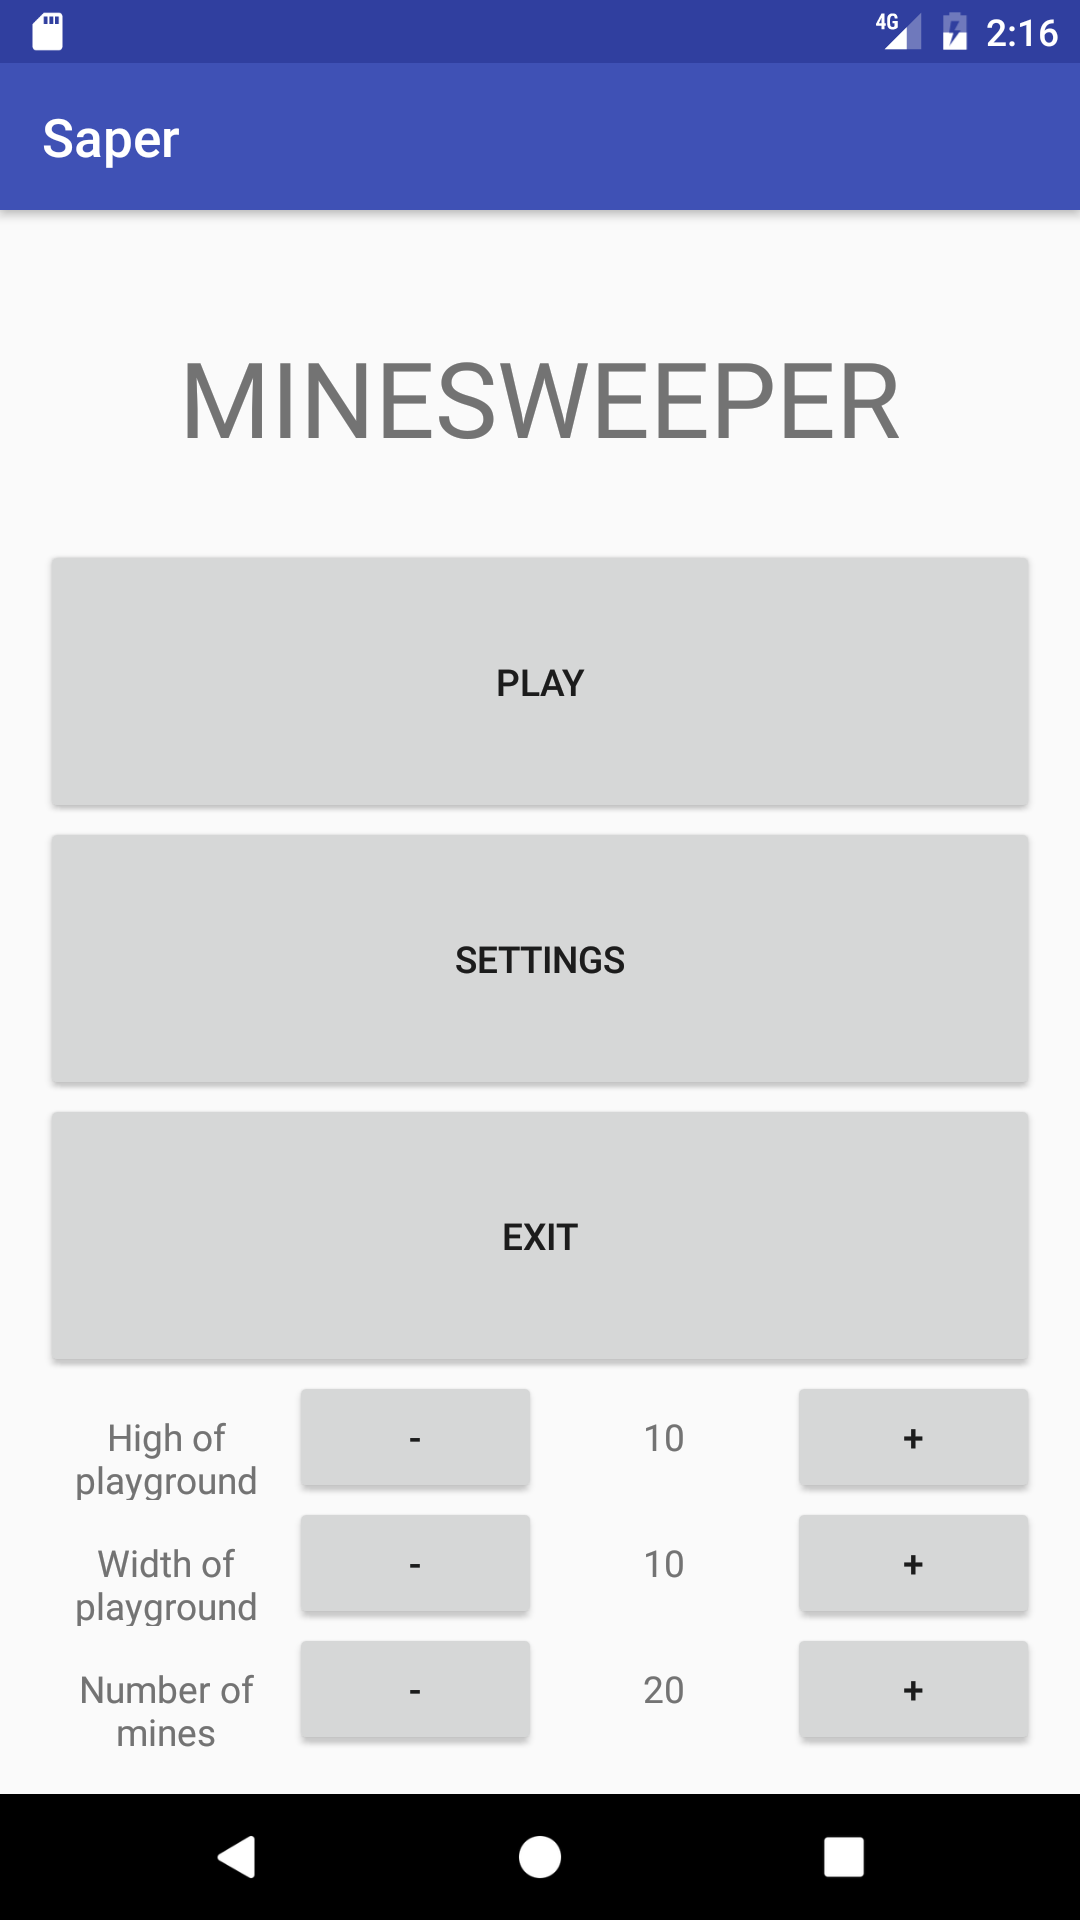 4G 2:16
Saper
MINESWEEPER
PLAY
SETTINGS
EXIT
High of
playground
- 10 +
Width of
playground
- 10 +
Number of
mines
- 20 +